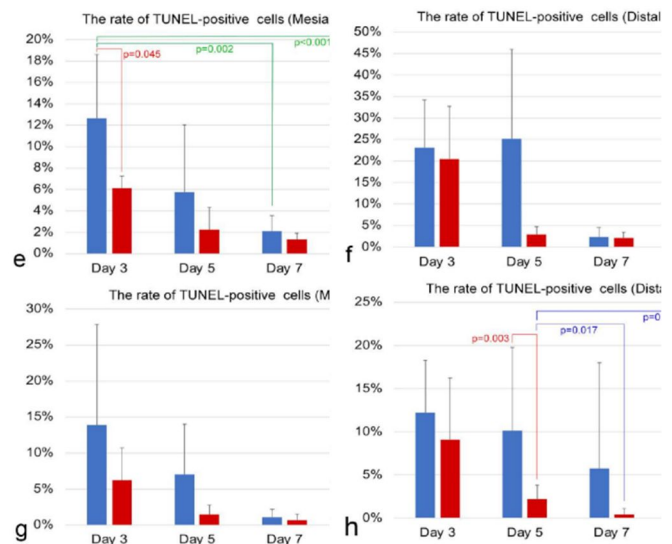 The rate of TUNEL-positive cells (Mesia
20%
18%
16%
14%
12%
10%
8%
6%
4%
2%
0%
p<0.001
p=0.002
p=0.045
Day 3 Day 5 Day 7
e
The rate of TUNEL-positive cells (Distal
50%
45%
40%
35%
30%
25%
20%
15%
10%
5%
0%
Day 3 Day 5 Day 7
f
The rate of TUNEL-positive cells (M
30%
25%
20%
15%
10%
5%
0%
Day 3 Day 5 Day 7
g
The rate of TUNEL-positive cells (Dista
25%
20%
15%
10%
5%
0%
p=0
p=0.003
p=0.017
Day 3 Day 5 Day 7
h